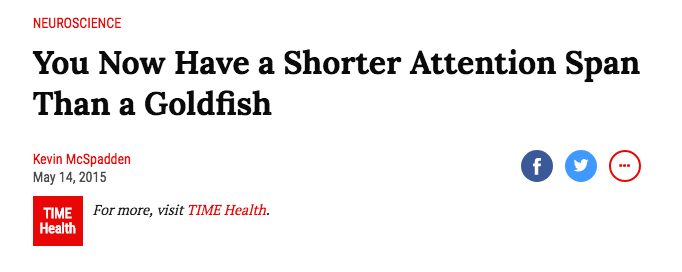 NEUROSCIENCE
You Now Have a Shorter Attention Span
Than a Goldfish
Kevin McSpadden
May 14, 2015
TIME
Health
For more, visit TIME Health.